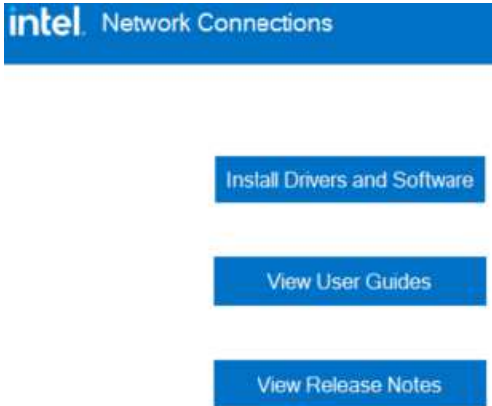 intel. Network Connections
Install Drivers and Software
View User Guides
View Release Notes